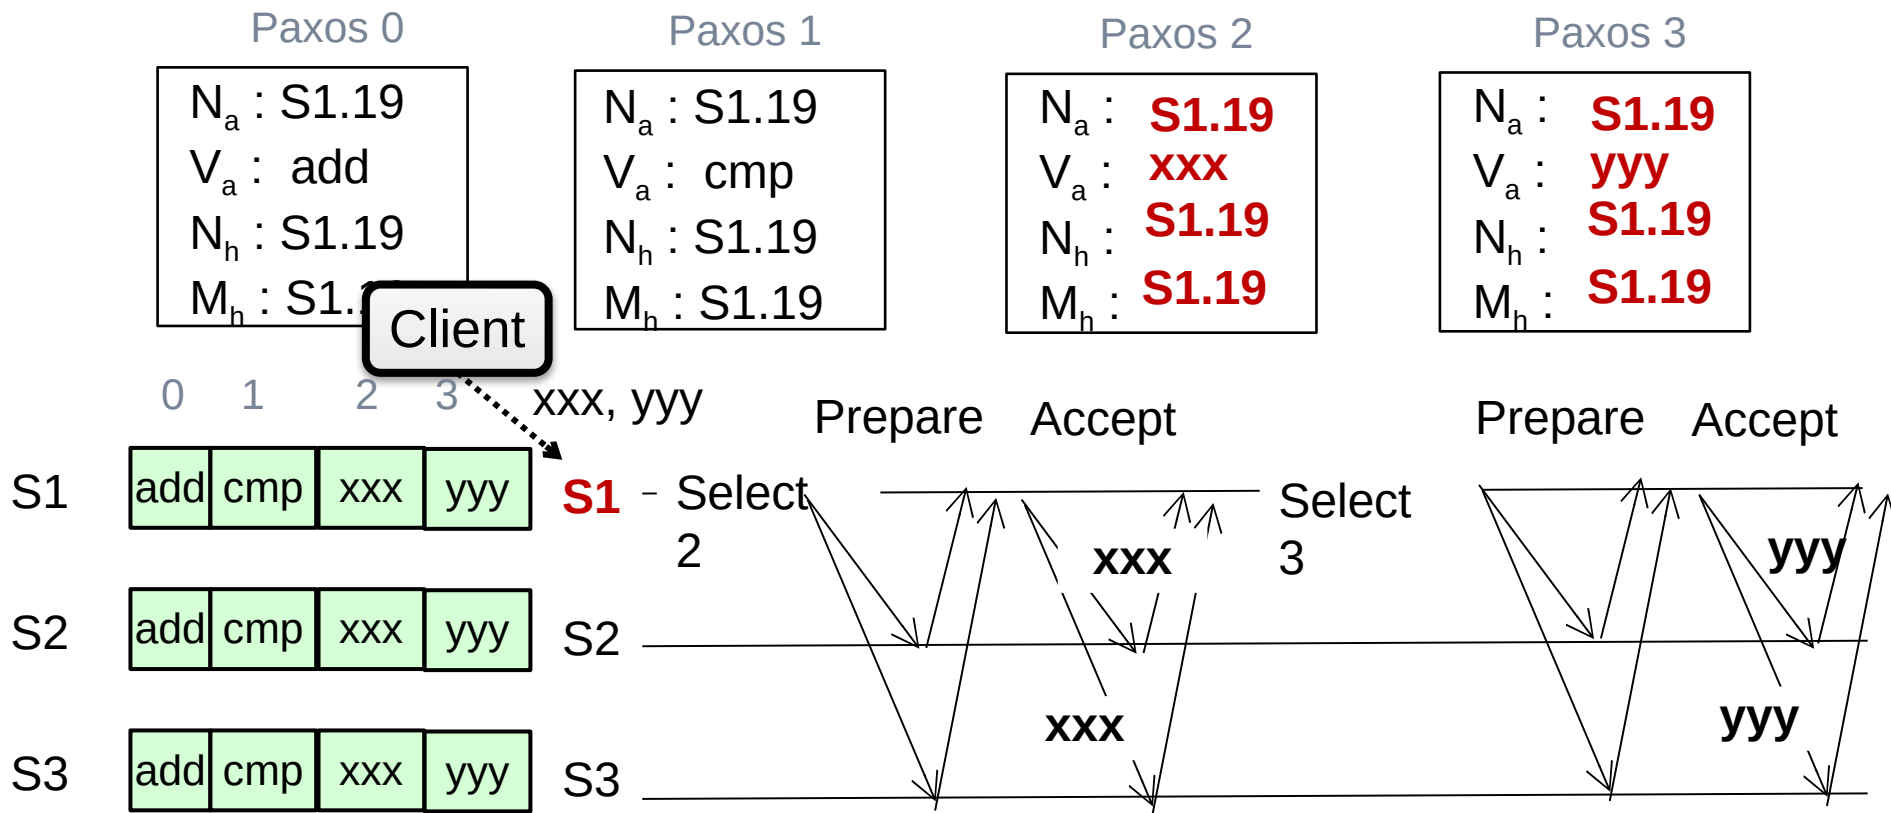 Paxos 0
Paxos 1
Paxos 2
Paxos 3
Na : S1.19
Va : add
Nh : S1.19
Mh : S1.
Na : S1.19
Va : cmp
Nh : S1.19
Mh : S1.19
Na : S1.19
Va : xxx
Nh : S1.19
Mh : S1.19
Na : S1.19
Va : yyy
Nh : S1.19
Mh : S1.19
Client
0 1 2 3
xxx, yyy
Prepare Accept
Prepare Accept
S1 add cmp xxx yyy
S2 add cmp xxx yyy
S3 add cmp xxx yyy
S1
Select
2
xxx
Select
3
yyy
S2
xxx
yyy
S3